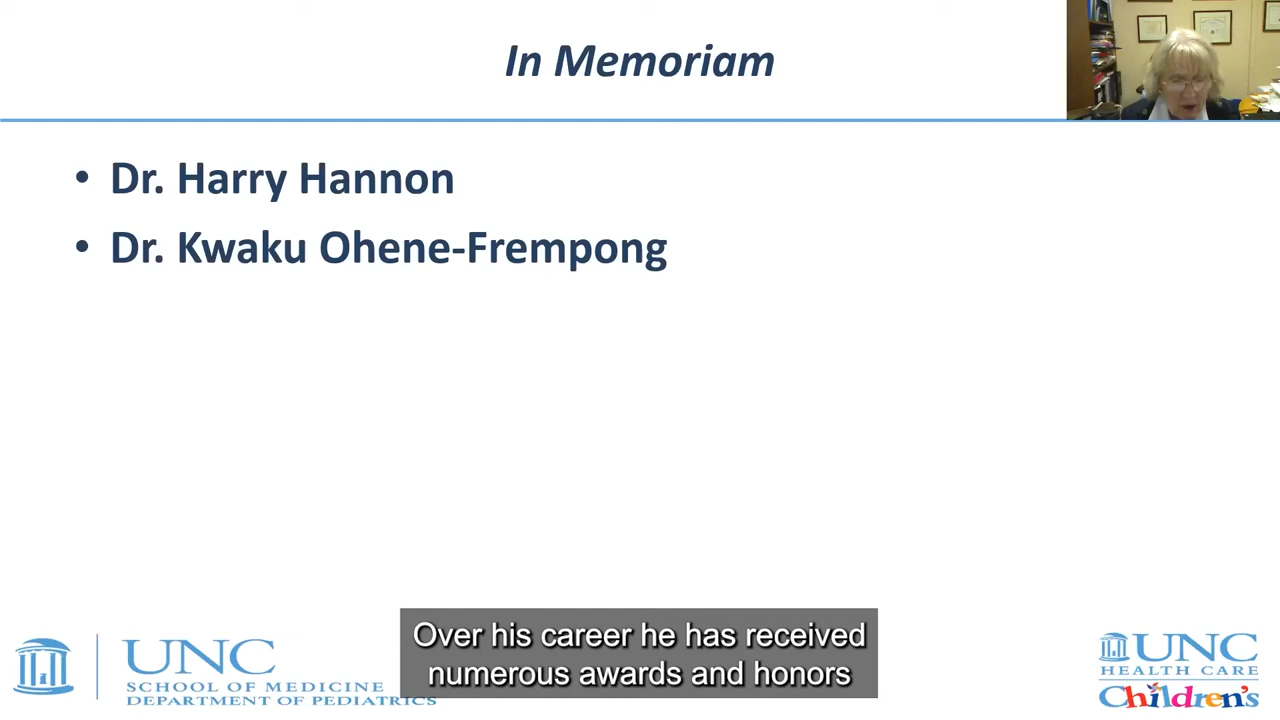 In Memoriam
• Dr. Harry Hannon
• Dr. Kwaku Ohene-Frempong
Over his career he has received
numerous awards and honors
UNC
SCHOOL OF MEDICINE
DEPARTMENT OF PEDIATRICS
UNC
HEALTH CARE
Children's